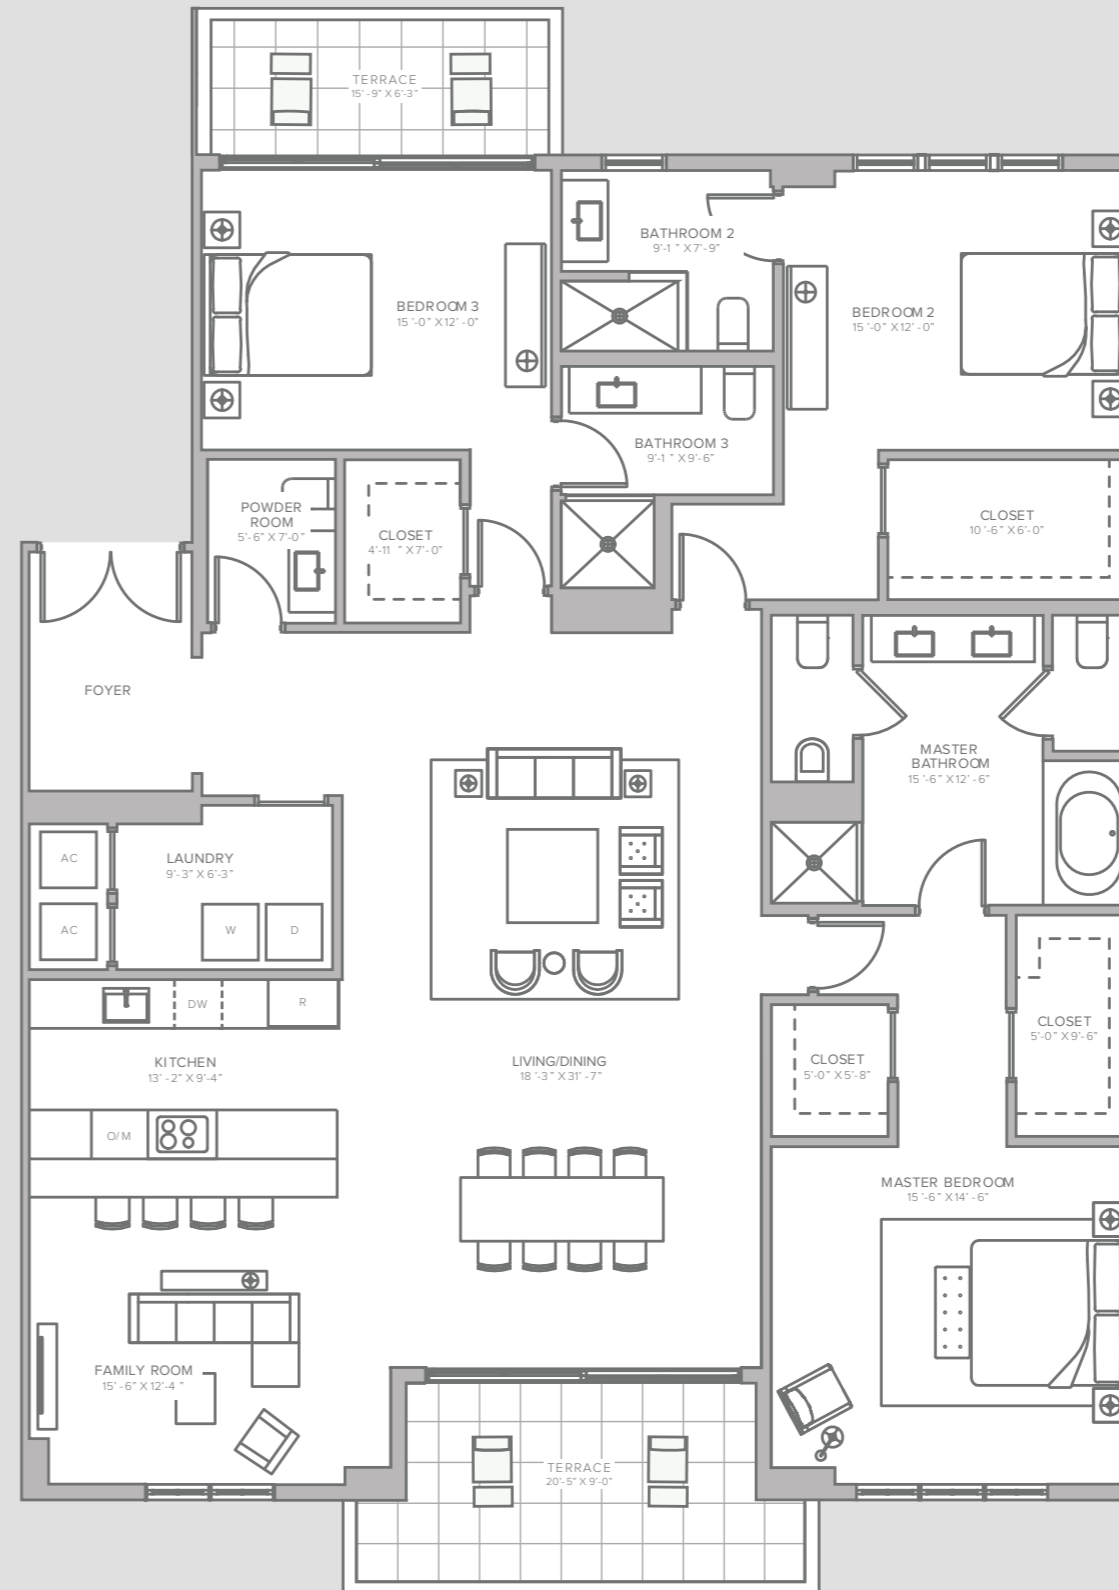 TERRACE
15'-9" X 6'-3"
BATHROOM 2
9'-1" X 7'-9"
BEDROOM 3
15'-0" X 12'-0"
BEDROOM 2
15'-0" X 12'-0"
BATHROOM 3
9'-1" X 9'-6"
POWDER
ROOM
5'-6" X 7'-0"
CLOSET
4'-11" X 7'-0"
CLOSET
10'-6" X 6'-0"
FOYER
MASTER
BATHROOM
15'-6" X 12'-6"
AC
LAUNDRY
9'-3" X 6'-3"
AC
W
D
DW
R
KITCHEN
13'-2" X 9'-4"
LIVING/DINING
18'-3" X 31'-7"
CLOSET
5'-0" X 5'-8"
CLOSET
5'-0" X 9'-6"
O/M
MASTER BEDROOM
15'-6" X 14'-6"
FAMILY ROOM
15'-6" X 12'-4"
TERRACE
20'-5" X 9'-0"